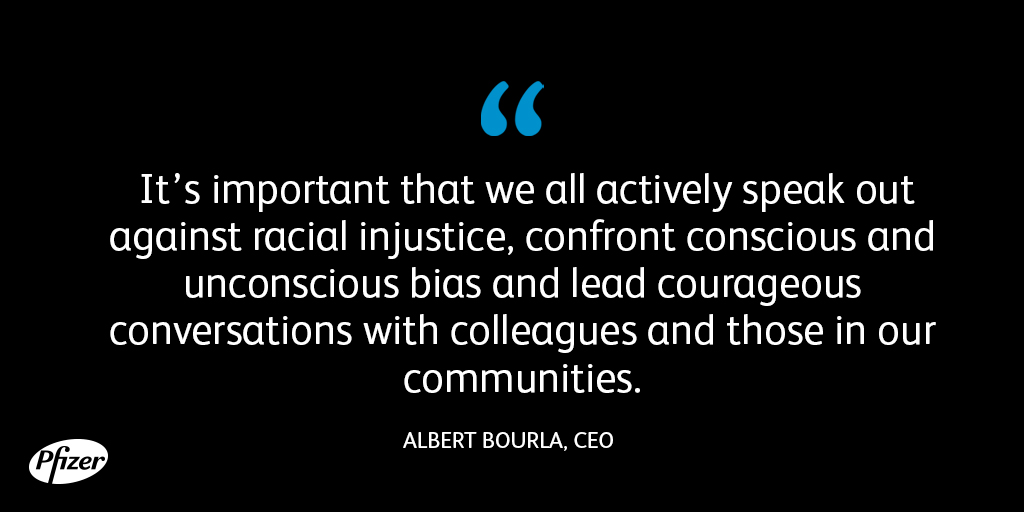 “
It’s important that we all actively speak out
against racial injustice, confront conscious and
unconscious bias and lead courageous
conversations with colleagues and those in our
communities.
ALBERT BOURLA, CEO
Pfizer